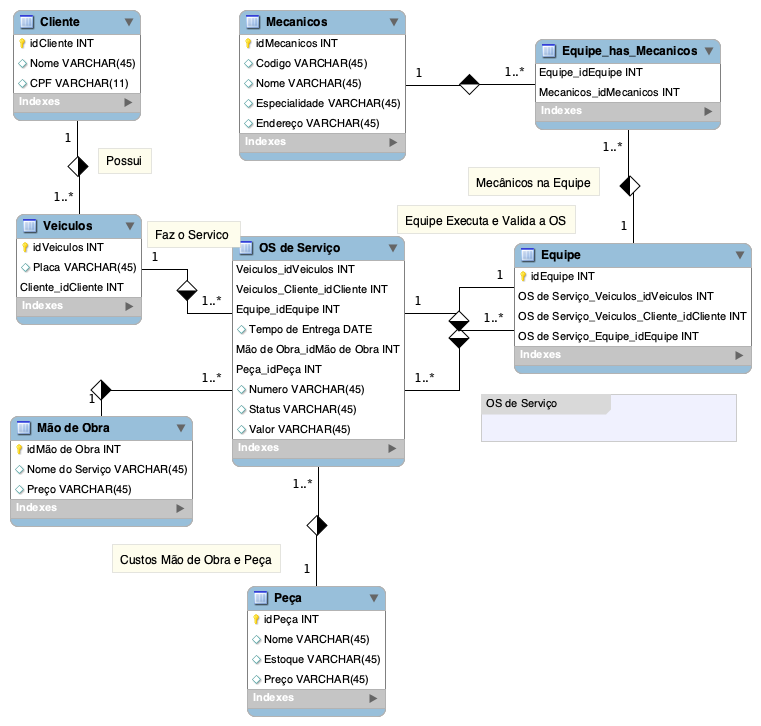 Cliente
idCliente INT
Nome VARCHAR(45)
CPF VARCHAR(11)
Indexes
Mecanicos
idMecanicos INT
Codigo VARCHAR(45)
Nome VARCHAR(45)
Especialidade VARCHAR(45)
Endereço VARCHAR(45)
Indexes
1
1..*
Equipe_has_Mecanicos
Equipe_idEquipe INT
Mecanicos_idMecanicos INT
Indexes
1
Possui
1..*
1..*
Mecânicos na Equipe
1
Veiculos
idVeiculos INT
Placa VARCHAR(45)
Cliente_idCliente INT
Indexes
Faz o Servico
1
1..*
Equipe Executa e Valida a OS
OS de Serviço
Veiculos_idVeiculos INT
Veiculos_Cliente_idCliente INT
Equipe_idEquipe INT
Tempo de Entrega DATE
Mão de Obra_idMão de Obra INT
Peça_idPeça INT
Numero VARCHAR(45)
Status VARCHAR(45)
Valor VARCHAR(45)
Indexes
1
1
1..*
1..*
Equipe
idEquipe INT
OS de Serviço_Veiculos_idVeiculos INT
OS de Serviço_Veiculos_Cliente_idCliente INT
OS de Serviço_Equipe_idEquipe INT
Indexes
OS de Serviço
1..*
1
Mão de Obra
idMão de Obra INT
Nome do Serviço VARCHAR(45)
Preço VARCHAR(45)
Indexes
1..*
Custos Mão de Obra e Peça
1
Peça
idPeça INT
Nome VARCHAR(45)
Estoque VARCHAR(45)
Preço VARCHAR(45)
Indexes